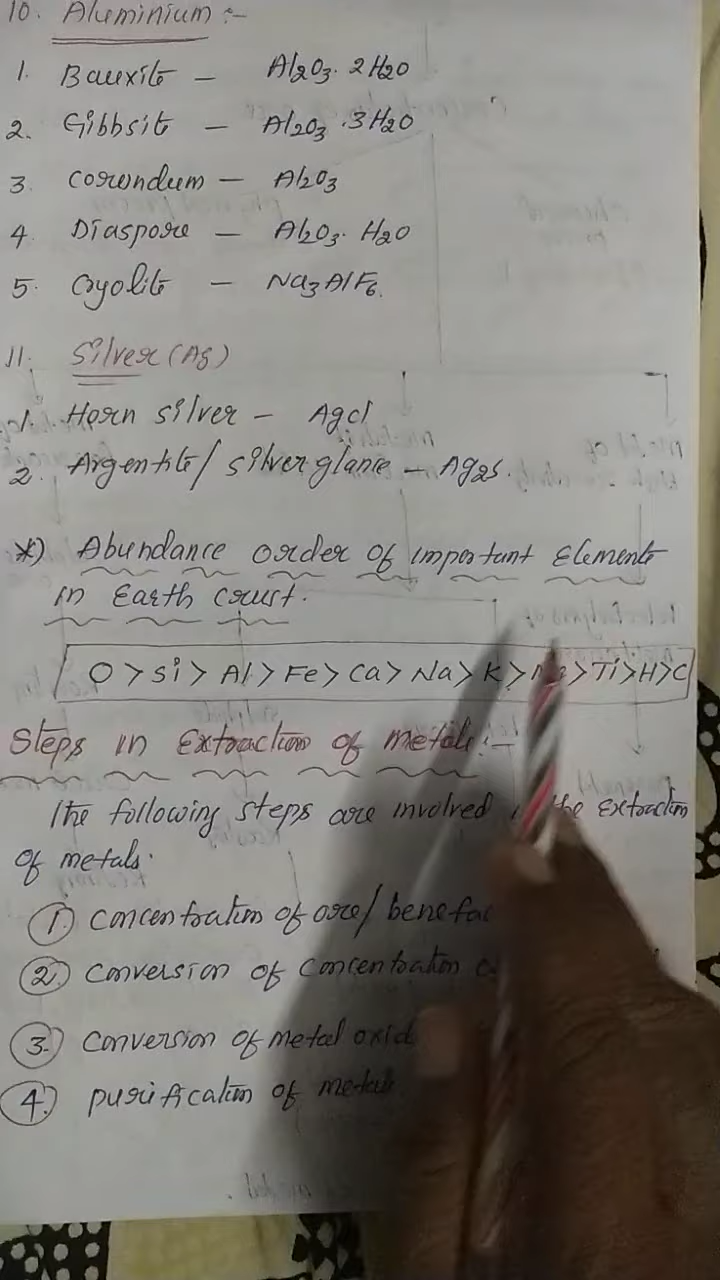 10. Aluminium :-
1. Bauxite – Al2O3. 2H2O
2. Gibbsite – Al2O3 .3H2O
3. Corundum – Al2O3
4. Diaspore – Al2O3. H2O
5. Cryolite – Na3AlF6.
11. Silver (Ag)
1. Horn silver – Agcl
2. Argentite/ silver glance – Ag2S.
*) Abundance order of important Elements
in Earth crust.
O > Si > Al > Fe > Ca > Na > K > > Ti > H > C
Steps in Extraction of metals:-
The following steps are involved the extraction
of metals.
1. concentration of ore/
2. conversion of concentration
3. conversion of metal
4. purification of